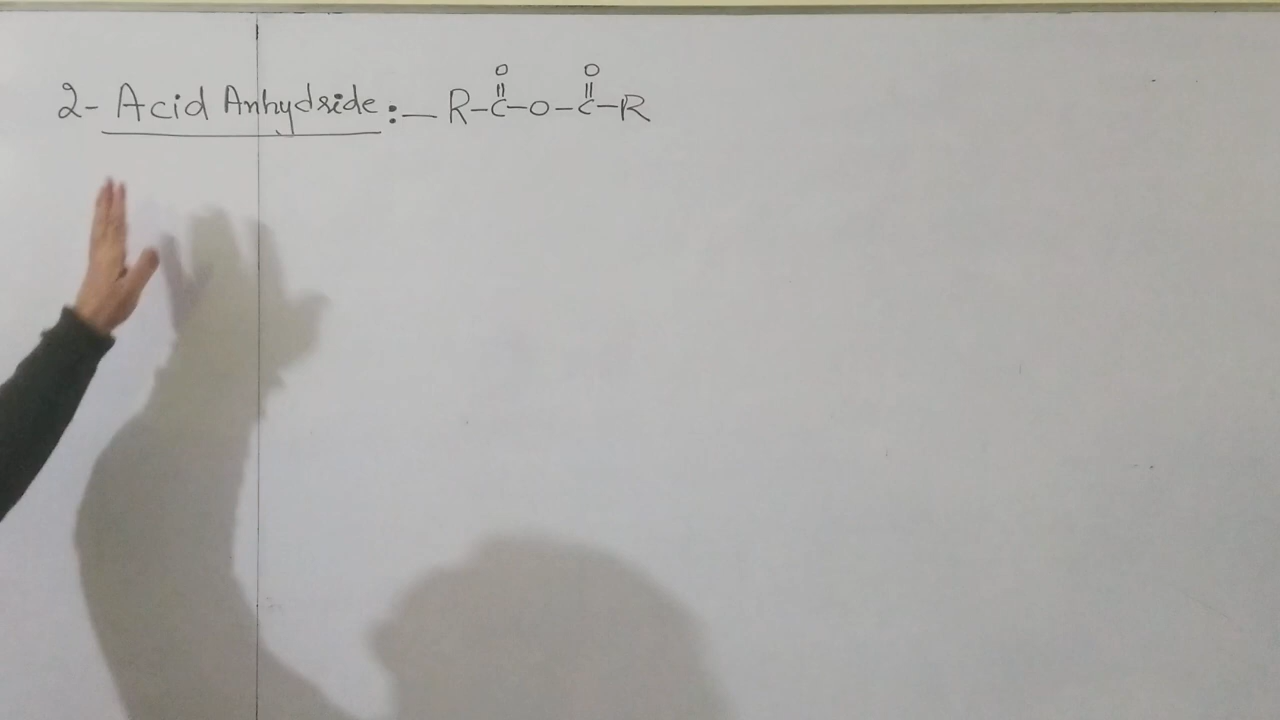 O O
2- Acid Anhydride:— R-C-O-C-R